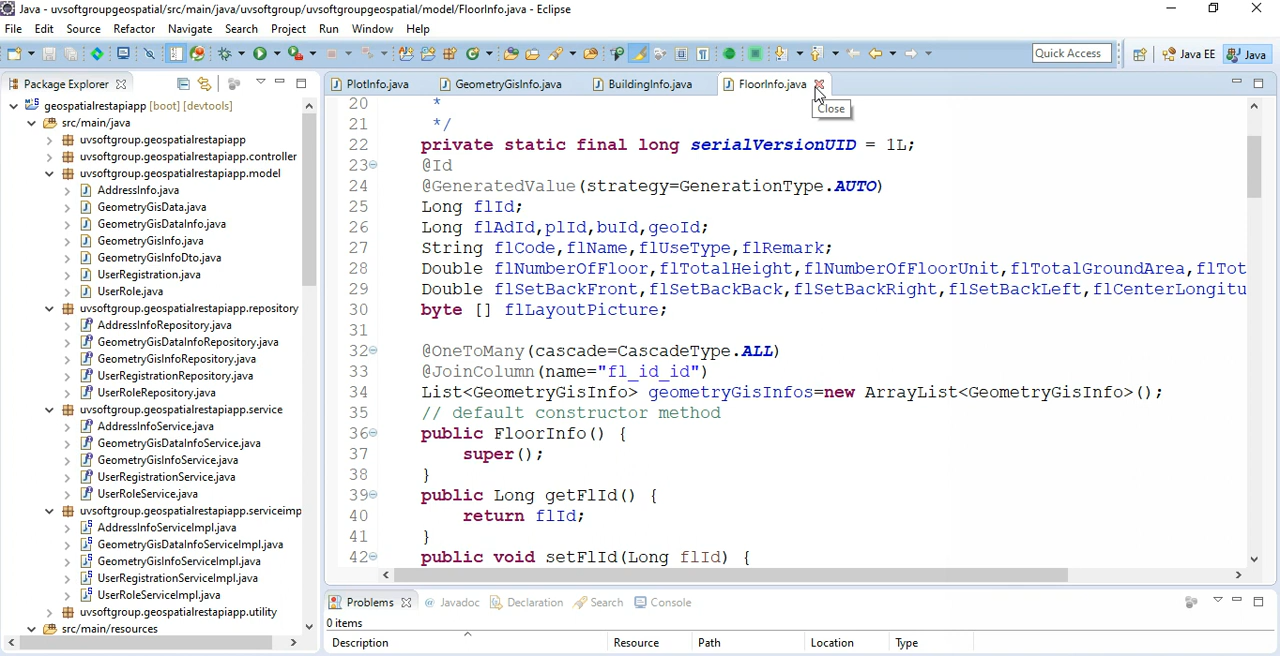 Java - uvsoftgroupgeospatial/src/main/java/uvsoftgroup/uvsoftgroupgeospatial/model/FloorInfo.java - Eclipse
File Edit Source Refactor Navigate Search Project Run Window Help
Quick Access Java EE Java
Package Explorer
PlotInfo.java GeometryGisInfo.java BuildingInfo.java FloorInfo.java
Close
geospatialrestapiapp [boot] [devtools]
src/main/java
uvsoftgroup.geospatialrestapiapp
uvsoftgroup.geospatialrestapiapp.controller
uvsoftgroup.geospatialrestapiapp.model
AddressInfo.java
GeometryGisData.java
GeometryGisDataInfo.java
GeometryGisInfo.java
GeometryGisInfoDto.java
UserRegistration.java
UserRole.java
uvsoftgroup.geospatialrestapiapp.repository
AddressInfoRepository.java
GeometryGisDataInfoRepository.java
GeometryGisInfoRepository.java
UserRegistrationRepository.java
UserRoleRepository.java
uvsoftgroup.geospatialrestapiapp.service
AddressInfoService.java
GeometryGisDataInfoService.java
GeometryGisInfoService.java
UserRegistrationService.java
UserRoleService.java
uvsoftgroup.geospatialrestapiapp.serviceimp
AddressInfoServiceImpl.java
GeometryGisDataInfoServiceImpl.java
GeometryGisInfoServiceImpl.java
UserRegistrationServiceImpl.java
UserRoleServiceImpl.java
uvsoftgroup.geospatialrestapiapp.utility
src/main/resources
20 *
21 */
22 private static final long serialVersionUID = 1L;
23 @Id
24 @GeneratedValue(strategy=GenerationType.AUTO)
25 Long flId;
26 Long flAdId,plId,buId,geoId;
27 String flCode,flName,flUseType,flRemark;
28 Double flNumberOfFloor,flTotalHeight,flNumberOfFloorUnit,flTotalGroundArea,flTot
29 Double flSetBackFront,flSetBackBack,flSetBackRight,flSetBackLeft,flCenterLongitu
30 byte [] flLayoutPicture;
31
32 @OneToMany(cascade=CascadeType.ALL)
33 @JoinColumn(name="fl_id_id")
34 List<GeometryGisInfo> geometryGisInfos=new ArrayList<GeometryGisInfo>();
35 // default constructor method
36 public FloorInfo() {
37 super();
38 }
39 public Long getFlId() {
40 return flId;
41 }
42 public void setFlId(Long flId) {
Problems Javadoc Declaration Search Console
0 items
Description Resource Path Location Type